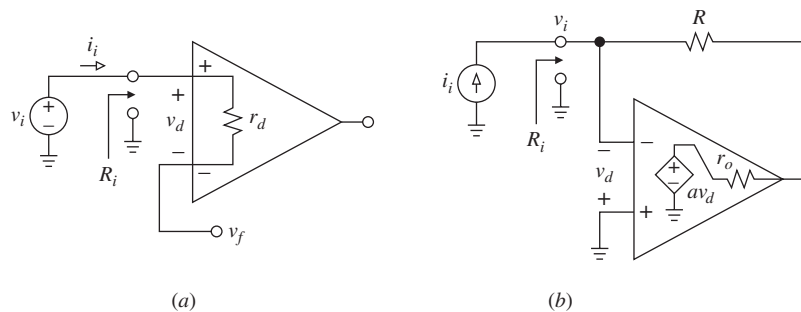 i_i
v_i
+
−
R_i
+
v_d
−
+
−
r_d
v_f
(a)
v_i
R
i_i
R_i
−
v_d
+
−
+
+
−
av_d
r_o
(b)